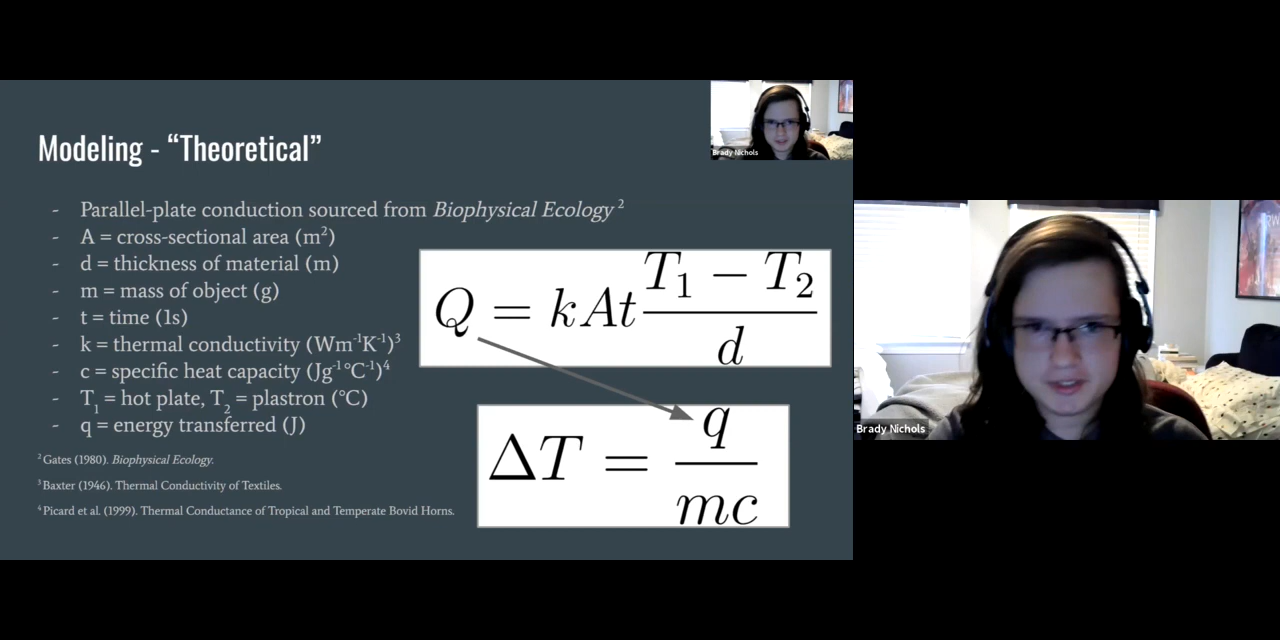 Modeling - “Theoretical”
Brady Nichols
- Parallel-plate conduction sourced from Biophysical Ecology ²
- A = cross-sectional area (m²)
- d = thickness of material (m)
- m = mass of object (g)
- t = time (1s)
- k = thermal conductivity (Wm⁻¹K⁻¹)³
- c = specific heat capacity (Jg⁻¹°C⁻¹)⁴
- T₁ = hot plate, T₂ = plastron (°C)
- q = energy transferred (J)
Q = kAt (T₁ − T₂) / d
ΔT = q / mc
² Gates (1980). Biophysical Ecology.
³ Baxter (1946). Thermal Conductivity of Textiles.
⁴ Picard et al. (1999). Thermal Conductance of Tropical and Temperate Bovid Horns.
Brady Nichols